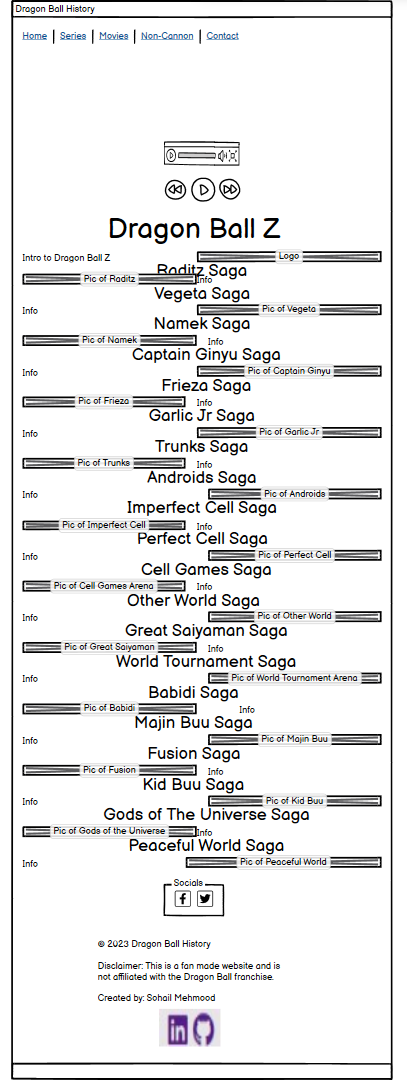 Dragon Ball History
Home | Series | Movies | Non-Cannon | Contact
Dragon Ball Z
Intro to Dragon Ball Z
Logo
Raditz Saga
Pic of Raditz
Info
Vegeta Saga
Info
Pic of Vegeta
Namek Saga
Pic of Namek
Info
Captain Ginyu Saga
Info
Pic of Captain Ginyu
Frieza Saga
Pic of Frieza
Info
Garlic Jr Saga
Info
Pic of Garlic Jr
Trunks Saga
Pic of Trunks
Info
Androids Saga
Info
Pic of Androids
Imperfect Cell Saga
Pic of Imperfect Cell
Info
Perfect Cell Saga
Info
Pic of Perfect Cell
Cell Games Saga
Pic of Cell Games Arena
Info
Other World Saga
Info
Pic of Other World
Great Saiyaman Saga
Pic of Great Saiyaman
Info
World Tournament Saga
Info
Pic of World Tournament Arena
Babidi Saga
Pic of Babidi
Info
Majin Buu Saga
Info
Pic of Majin Buu
Fusion Saga
Pic of Fusion
Info
Kid Buu Saga
Info
Pic of Kid Buu
Gods of The Universe Saga
Pic of Gods of the Universe
Info
Peaceful World Saga
Info
Pic of Peaceful World
Socials
© 2023 Dragon Ball History
Disclaimer: This is a fan made website and is
not affiliated with the Dragon Ball franchise.
Created by: Sohail Mehmood
in